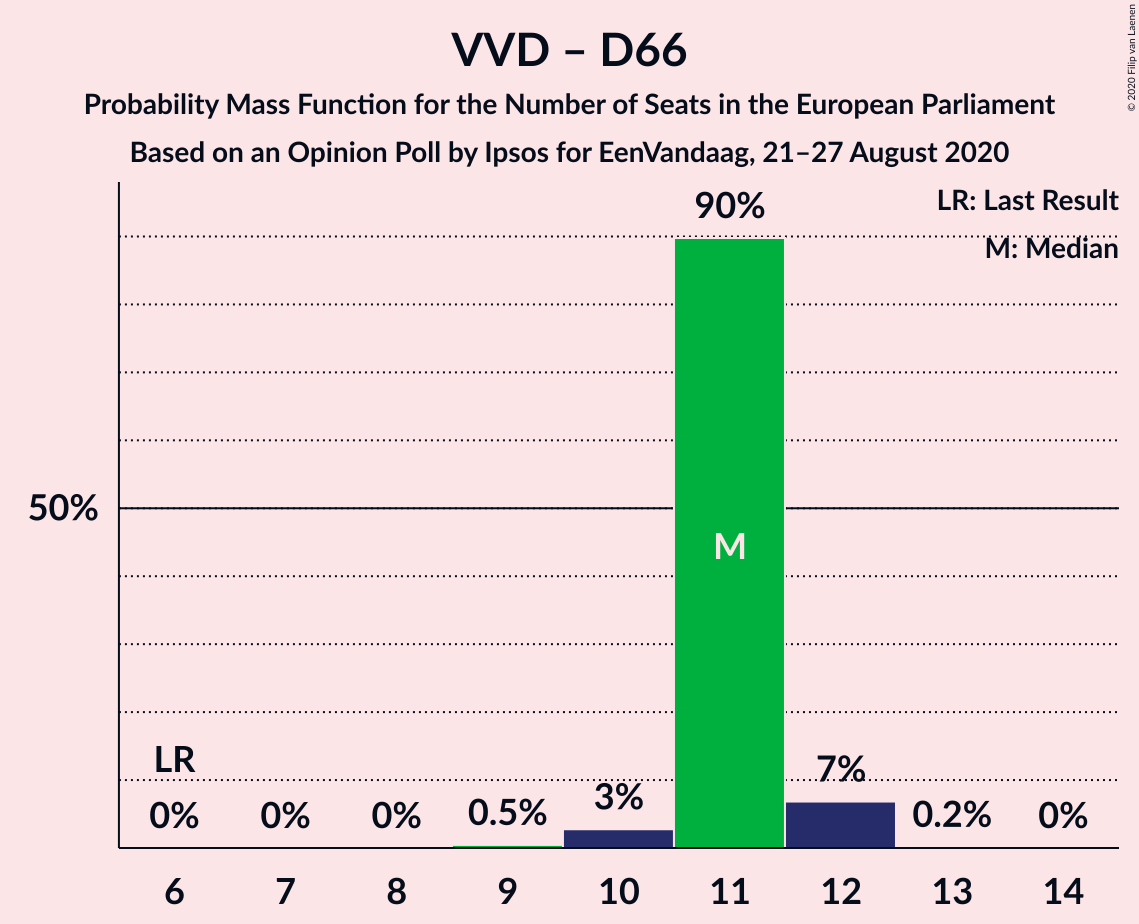 VVD – D66
Probability Mass Function for the Number of Seats in the European Parliament
Based on an Opinion Poll by Ipsos for EenVandaag, 21–27 August 2020
© 2020 Filip van Laenen
LR: Last Result
M: Median
90%
50%
M
LR
0% 0% 0% 0.5% 3% 7% 0.2% 0%
6 7 8 9 10 11 12 13 14